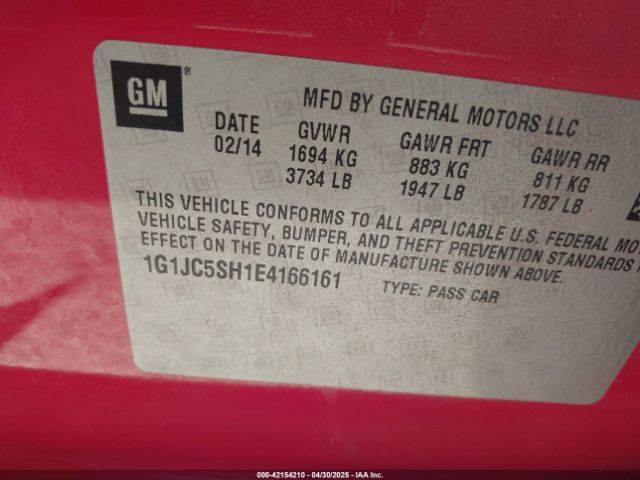 GM ®
MFD BY GENERAL MOTORS LLC
DATE GVWR GAWR FRT GAWR RR
02/14 1694 KG 883 KG 811 KG
3734 LB 1947 LB 1787 LB
THIS VEHICLE CONFORMS TO ALL APPLICABLE U.S. FEDERAL
VEHICLE SAFETY, BUMPER, AND THEFT PREVENTION STANDARDS
EFFECT ON THE DATE OF MANUFACTURE SHOWN ABOVE.
1G1JC5SH1E4166161 TYPE: PASS CAR
000-42154210 - 04/30/2025 - IAA Inc.